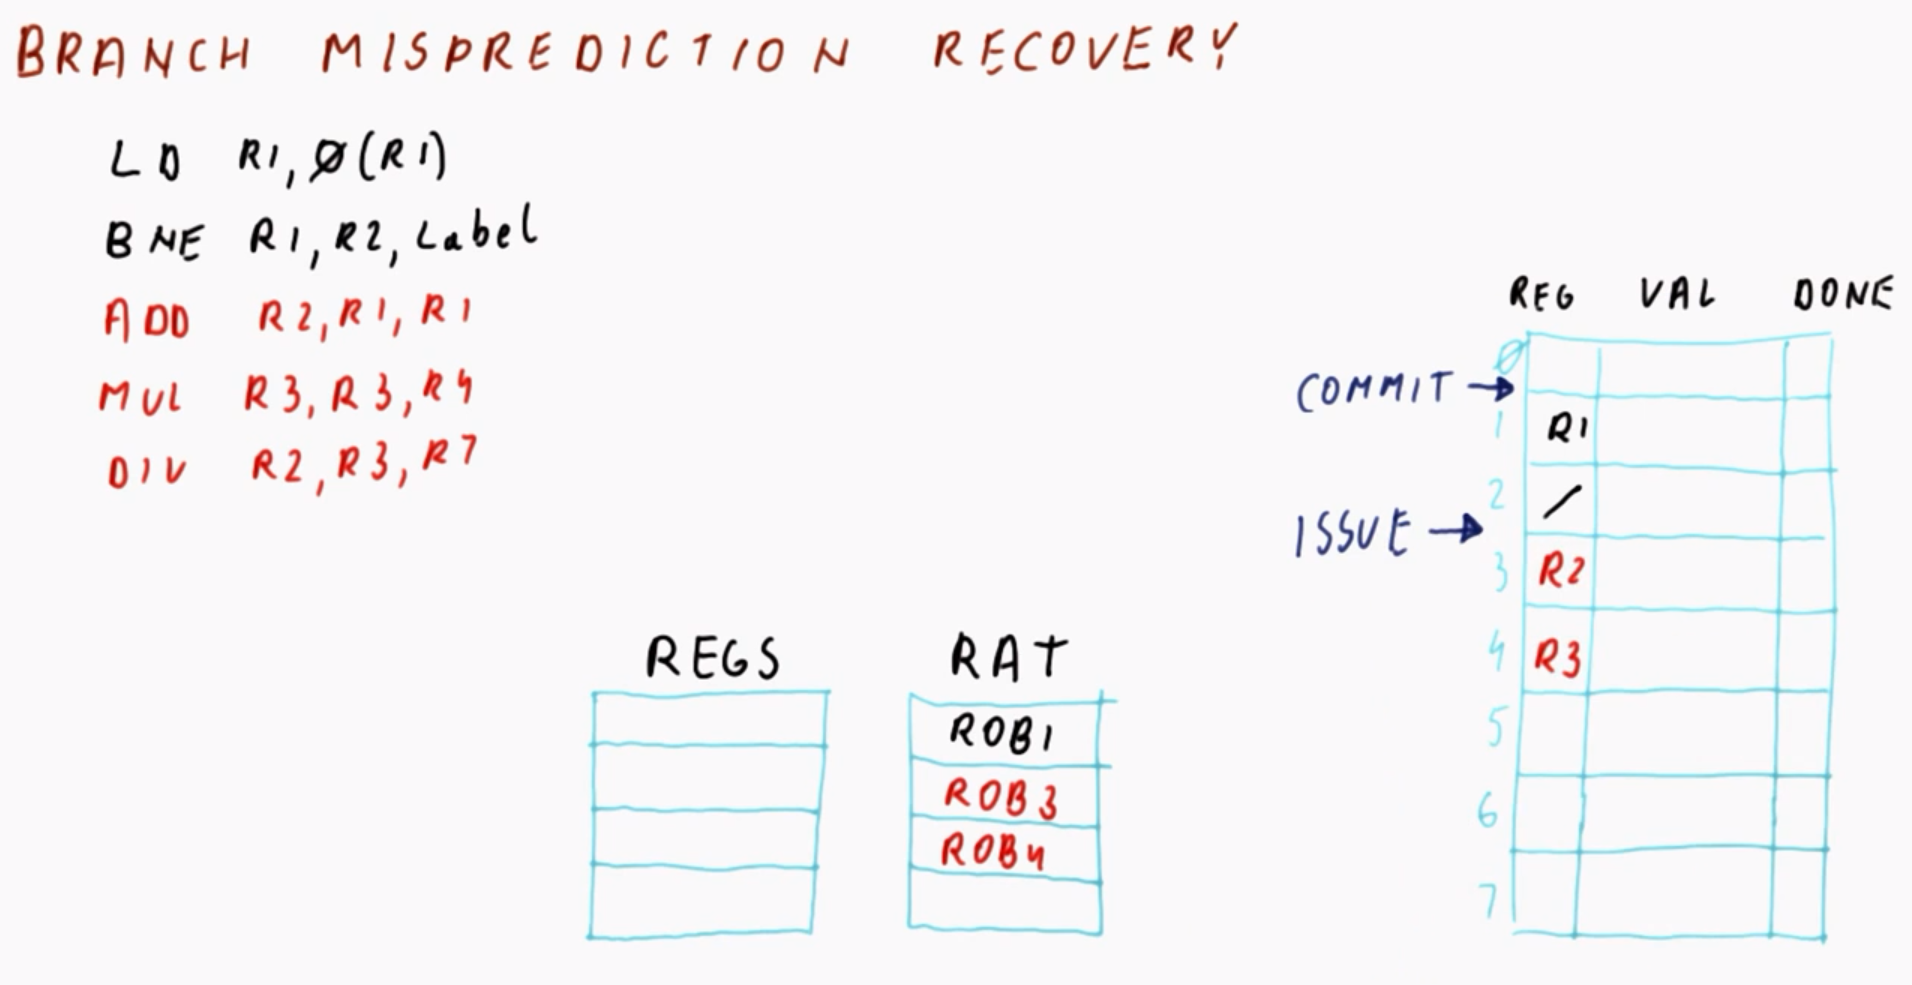 BRANCH MISPREDICTION RECOVERY
LD R1, Ø(R1)
BNE R1, R2, Label
ADD R2, R1, R1
MUL R3, R3, R4
DIV R2, R3, R7
REG VAL DONE
Ø
COMMIT →
1 R1
2 /
ISSUE →
3 R2
4 R3
5
6
7
REGS RAT
ROB1
ROB3
ROB4